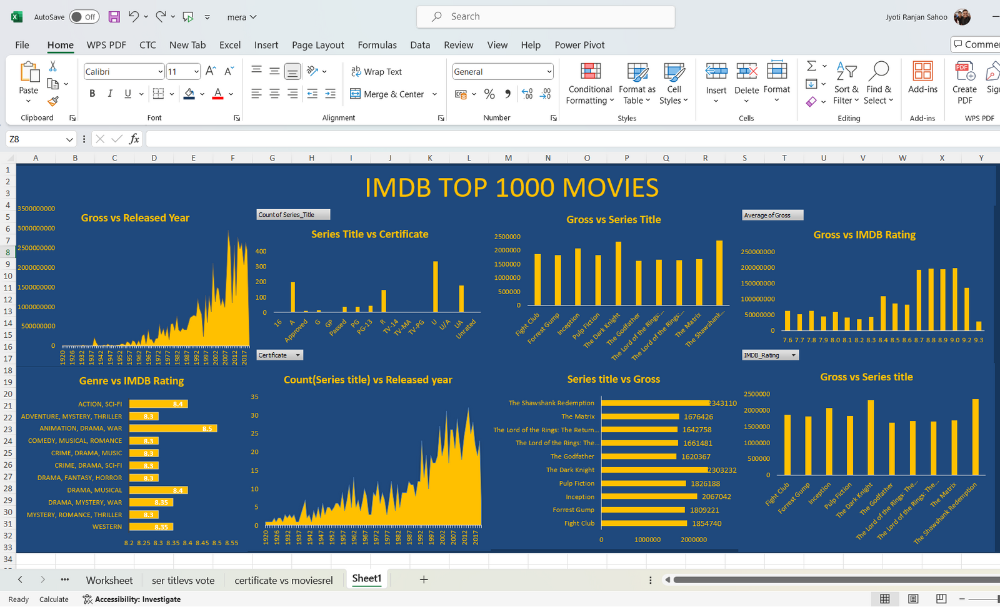 AutoSave Off mera Search Jyoti Ranjan Sahoo
File Home WPS PDF CTC New Tab Excel Insert Page Layout Formulas Data Review View Help Power Pivot Commen
Calibri 11 Wrap Text General
Paste B I U A Merge & Center % Conditional Formatting Format as Table Cell Styles Insert Delete Format Sort & Filter Find & Select Add-ins Create PDF Sig
Clipboard Font Alignment Number Styles Cells Editing Add-ins WPS PDF
Z8 fx
A B C D E F G H I J K L M N O P Q R S T U V W X Y
1
2
3
4
5
6
7
8
9
10
11
12
13
14
15
16
17
18
19
20
21
22
23
24
25
26
27
28
29
30
31
32
33
34
IMDB TOP 1000 MOVIES
Gross vs Released Year
3500000000
3000000000
2500000000
2000000000
1500000000
1000000000
500000000
0
1920 1926 1932 1937 1942 1947 1952 1957 1962 1967 1972 1977 1982 1987 1992 1997 2002 2007 2012 2017
Count of Series_Title
Series Title vs Certificate
400
300
200
100
0
16 A Approved G GP Passed PG PG-13 R TV-14 TV-MA TV-PG U U/A UA Unrated
Certificate
Gross vs Series Title
2500000
2000000
1500000
1000000
500000
0
Fight Club Forrest Gump Inception Pulp Fiction The Dark Knight The Godfather The Lord of the Rings:... The Lord of the Rings:... The Matrix The Shawshank...
Average of Gross
Gross vs IMDB Rating
250000000
200000000
150000000
100000000
50000000
0
7.6 7.7 7.8 7.9 8.0 8.1 8.2 8.3 8.4 8.5 8.6 8.7 8.8 8.9 9.0 9.2 9.3
IMDB_Rating
Genre vs IMDB Rating
ACTION, SCI-FI 8.4
ADVENTURE, MYSTERY, THRILLER 8.3
ANIMATION, DRAMA, WAR 8.5
COMEDY, MUSICAL, ROMANCE 8.3
CRIME, DRAMA, MUSIC 8.3
CRIME, DRAMA, SCI-FI 8.3
DRAMA, FANTASY, HORROR 8.3
DRAMA, MUSICAL 8.4
DRAMA, MYSTERY, WAR 8.35
MYSTERY, ROMANCE, THRILLER 8.3
WESTERN 8.35
8.2 8.25 8.3 8.35 8.4 8.45 8.5 8.55
Count(Series title) vs Released year
35
30
25
20
15
10
5
0
1920 1926 1932 1937 1942 1947 1952 1957 1962 1967 1972 1977 1982 1987 1992 1997 2002 2007 2012 2017
Series title vs Gross
The Shawshank Redemption 2343110
The Matrix 1676426
The Lord of the Rings: The Return... 1642758
The Lord of the Rings: The... 1661481
The Godfather 1620367
The Dark Knight 2303232
Pulp Fiction 1826188
Inception 2067042
Forrest Gump 1809221
Fight Club 1854740
0 1000000 2000000
Gross vs Series title
2500000
2000000
1500000
1000000
500000
0
Fight Club Forrest Gump Inception Pulp Fiction The Dark Knight The Godfather The Lord of the Rings: The... The Lord of the Rings: The... The Matrix The Shawshank Redemption
Worksheet ser titlevs vote certificate vs moviesrel Sheet1
Ready Calculate Accessibility: Investigate